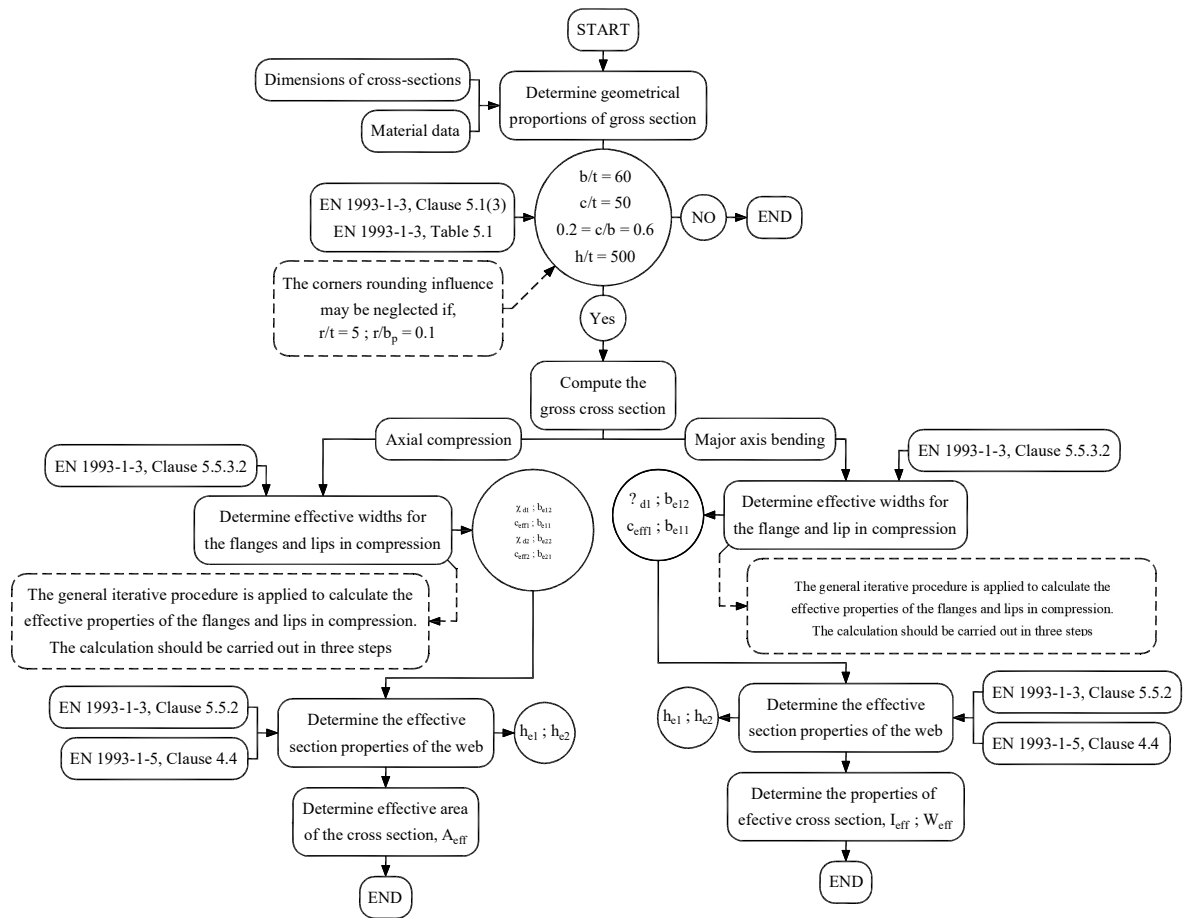 START
Dimensions of cross-sections
Material data
Determine geometrical
proportions of gross section
EN 1993-1-3, Clause 5.1(3)
EN 1993-1-3, Table 5.1
b/t = 60
c/t = 50
0.2 = c/b = 0.6
h/t = 500
NO
END
The corners rounding influence
may be neglected if,
r/t = 5 ; r/bp = 0.1
Yes
Compute the
gross cross section
Axial compression
Major axis bending
EN 1993-1-3, Clause 5.5.3.2
Determine effective widths for
the flanges and lips in compression
χ d1 ; be12
ceff1 ; be11
χ d2 ; be22
ceff2 ; be21
The general iterative procedure is applied to calculate the
effective properties of the flanges and lips in compression.
The calculation should be carried out in three steps
EN 1993-1-3, Clause 5.5.2
EN 1993-1-5, Clause 4.4
Determine the effective
section properties of the web
he1 ; he2
Determine effective area
of the cross section, Aeff
END
EN 1993-1-3, Clause 5.5.3.2
Determine effective widths for
the flange and lip in compression
? d1 ; be12
ceff1 ; be11
The general iterative procedure is applied to calculate the
effective properties of the flanges and lips in compression.
The calculation should be carried out in three steps
he1 ; he2
Determine the effective
section properties of the web
EN 1993-1-3, Clause 5.5.2
EN 1993-1-5, Clause 4.4
Determine the properties of
efective cross section, Ieff ; Weff
END